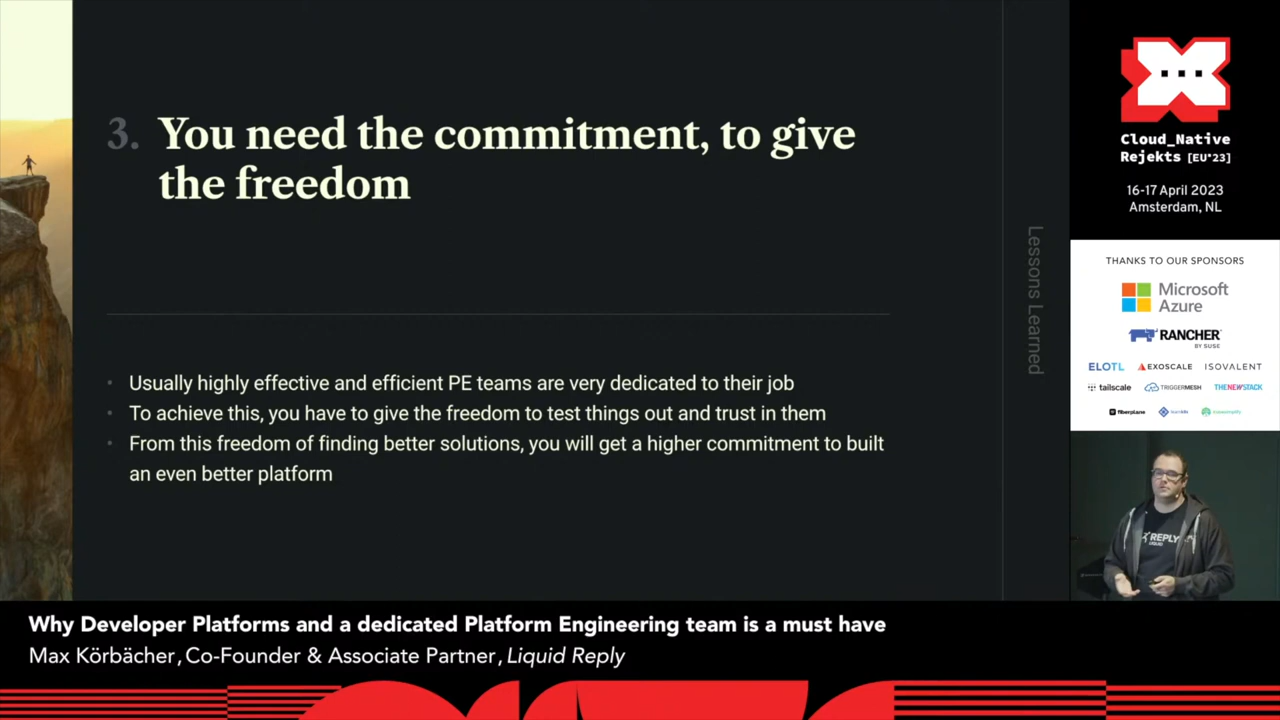 3. You need the commitment, to give
the freedom
• Usually highly effective and efficient PE teams are very dedicated to their job
• To achieve this, you have to give the freedom to test things out and trust in them
• From this freedom of finding better solutions, you will get a higher commitment to built
an even better platform
Lessons Learned
Cloud_Native
Rejekts [EU'23]
16-17 April 2023
Amsterdam, NL
THANKS TO OUR SPONSORS
Microsoft
Azure
RANCHER
BY SUSE
ELOTL EXOSCALE ISOVALENT
tailscale TRIGGERMESH THENEWSTACK
fiberplane
REPLY
LIQUID
Why Developer Platforms and a dedicated Platform Engineering team is a must have
Max Körbächer, Co-Founder & Associate Partner, Liquid Reply